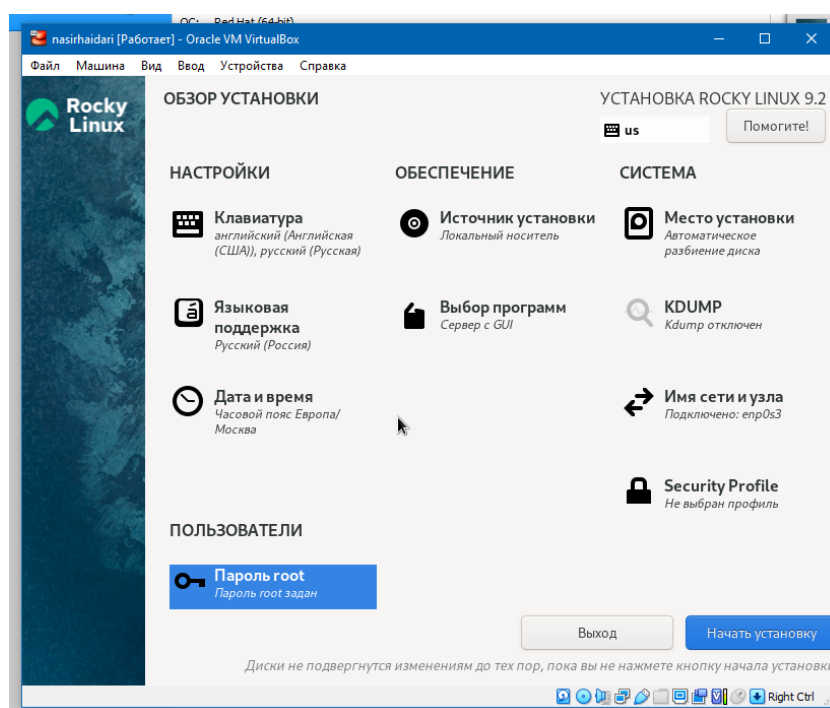 ОС: Red Hat (64-bit)
nasirhaidari [Работает] - Oracle VM VirtualBox
Файл Машина Вид Ввод Устройства Справка
Rocky
Linux
ОБЗОР УСТАНОВКИ
УСТАНОВКА ROCKY LINUX 9.2
us
Помогите!
НАСТРОЙКИ
Клавиатура
английский (Английская
(США)), русский (Русская)
Языковая
поддержка
Русский (Россия)
Дата и время
Часовой пояс Европа/
Москва
ОБЕСПЕЧЕНИЕ
Источник установки
Локальный носитель
Выбор программ
Сервер с GUI
СИСТЕМА
Место установки
Автоматическое
разбиение диска
KDUMP
Kdump отключен
Имя сети и узла
Подключено: enp0s3
Security Profile
Не выбран профиль
ПОЛЬЗОВАТЕЛИ
Пароль root
Пароль root задан
Выход
Начать установку
Диски не подвергнутся изменениям до тех пор, пока вы не нажмете кнопку начала установки
Right Ctrl